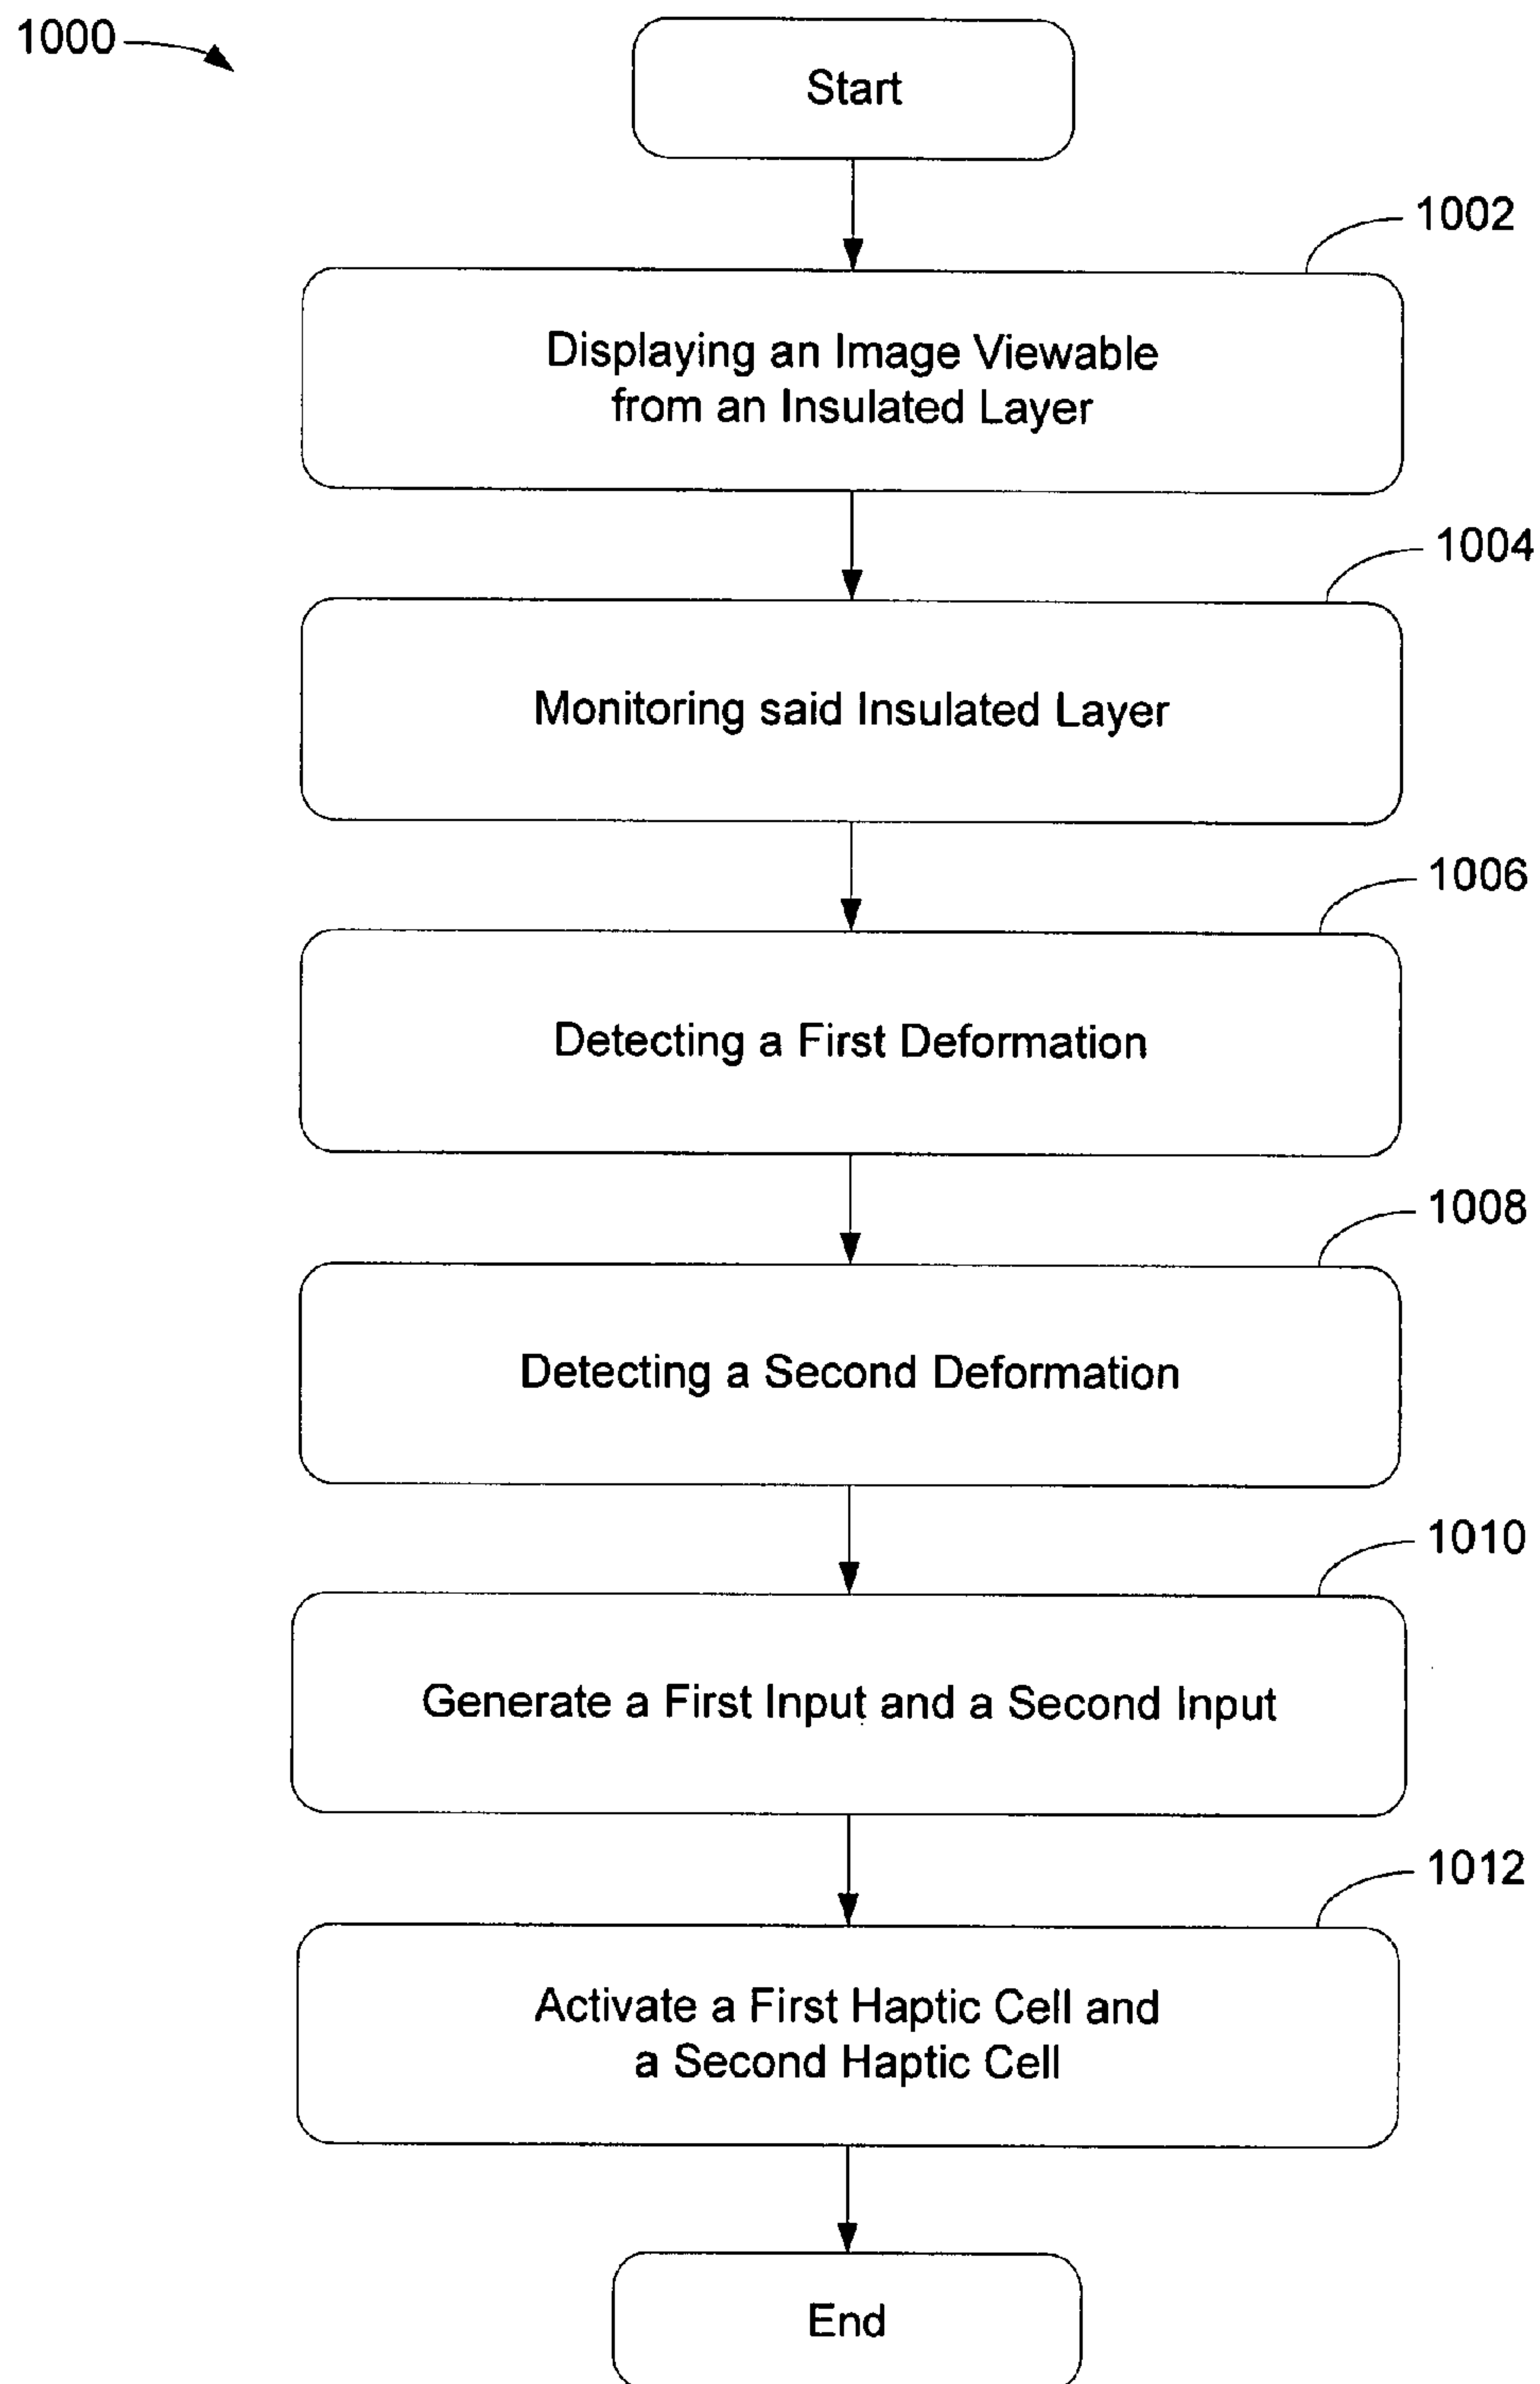 1000
Start
1002
Displaying an Image Viewable
from an Insulated Layer
1004
Monitoring said Insulated Layer
1006
Detecting a First Deformation
1008
Detecting a Second Deformation
1010
Generate a First Input and a Second Input
1012
Activate a First Haptic Cell and
a Second Haptic Cell
End